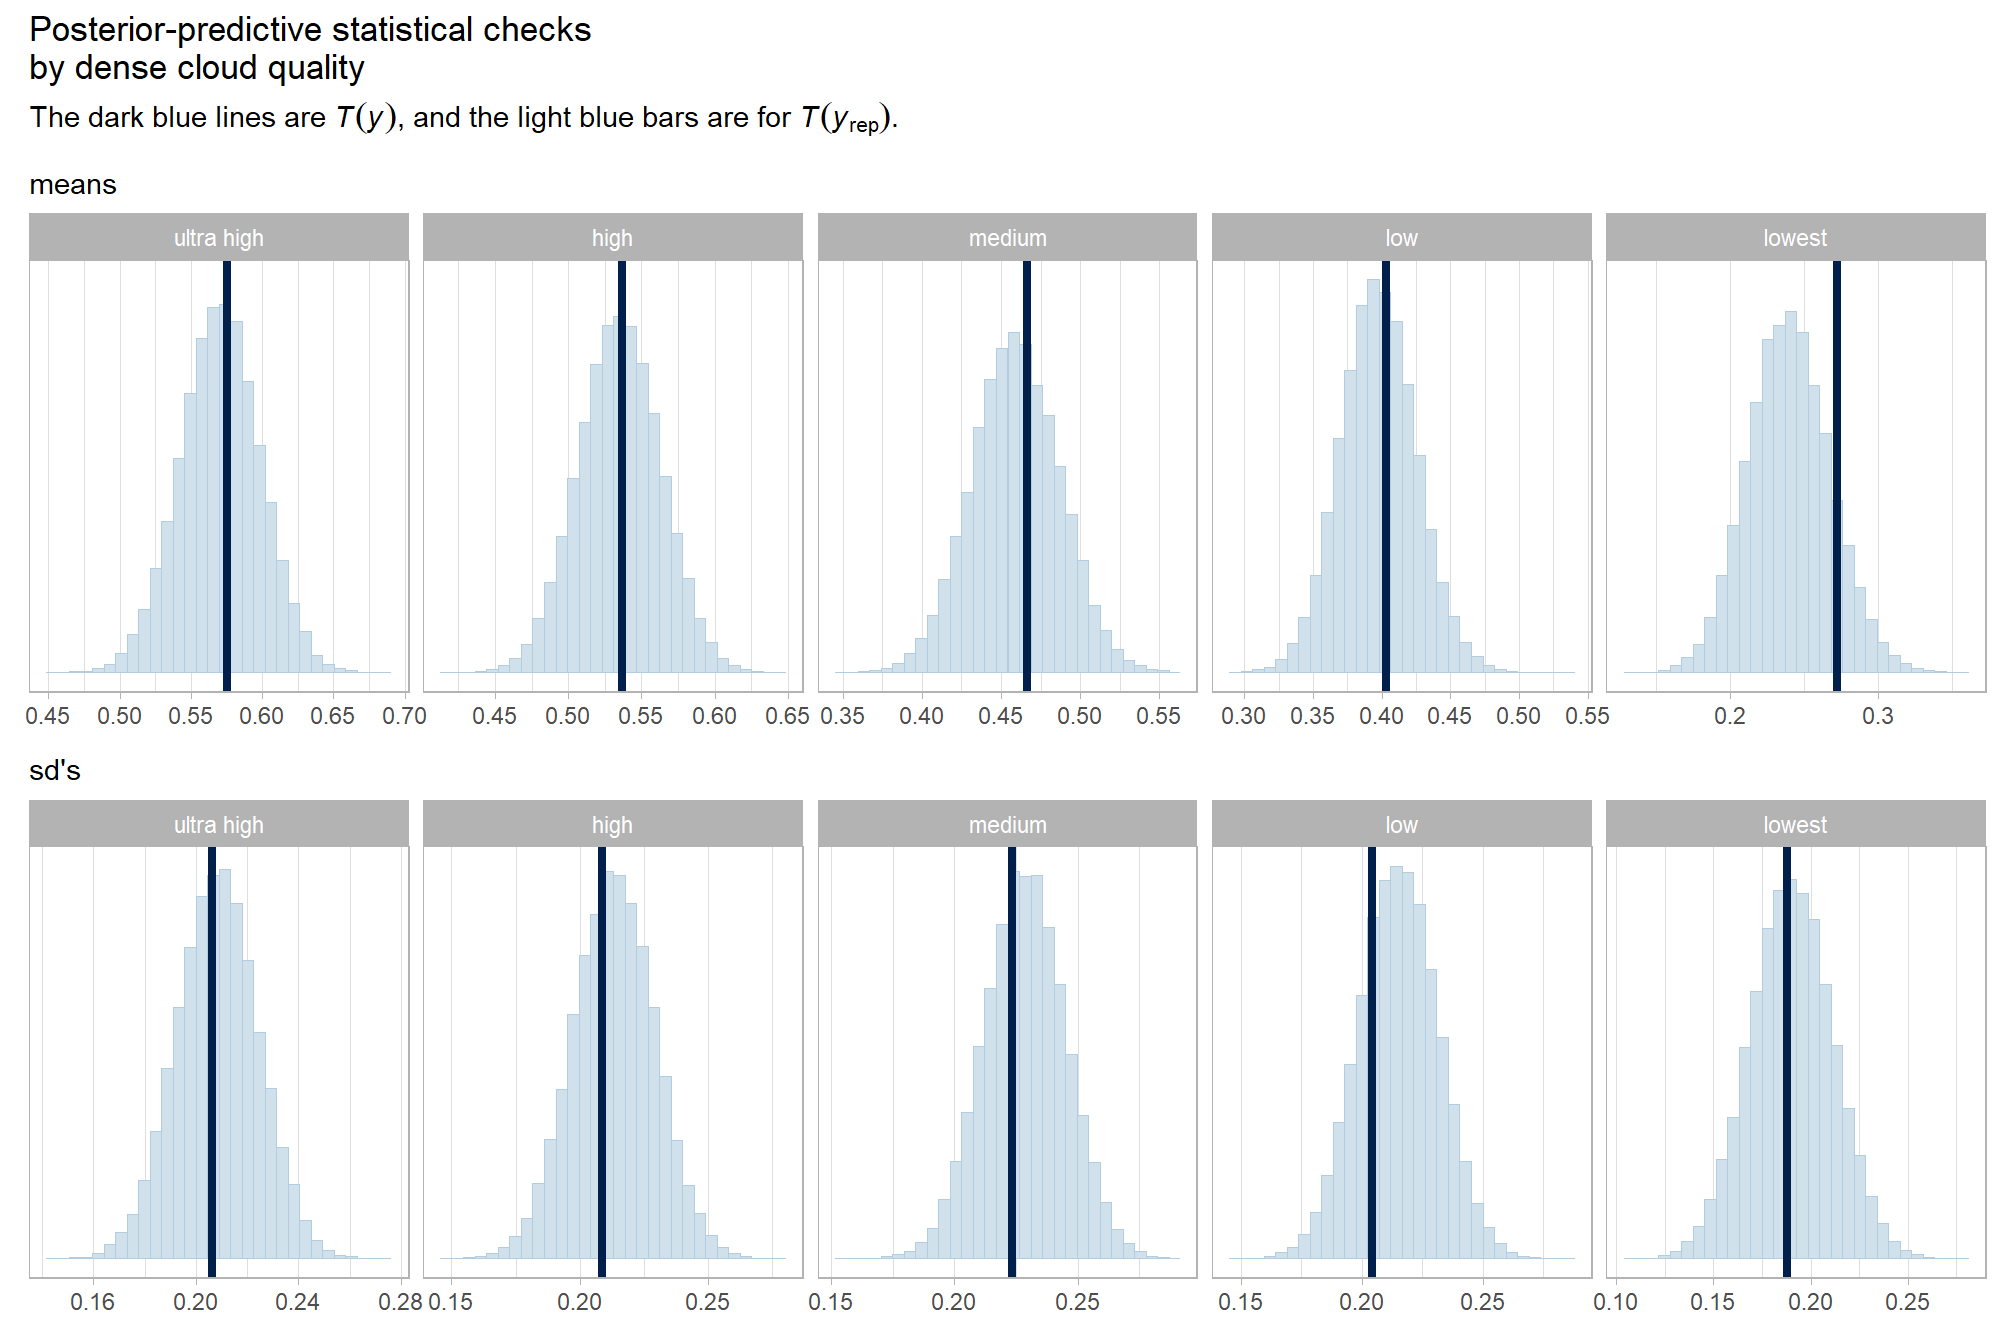 Posterior-predictive statistical checks
by dense cloud quality
The dark blue lines are T(y), and the light blue bars are for T(yrep).
means
ultra high high medium low lowest
0.45 0.50 0.55 0.60 0.65 0.70 0.45 0.50 0.55 0.60 0.65 0.35 0.40 0.45 0.50 0.55 0.30 0.35 0.40 0.45 0.50 0.55 0.2 0.3
sd's
ultra high high medium low lowest
0.16 0.20 0.24 0.28 0.15 0.20 0.25 0.15 0.20 0.25 0.15 0.20 0.25 0.10 0.15 0.20 0.25